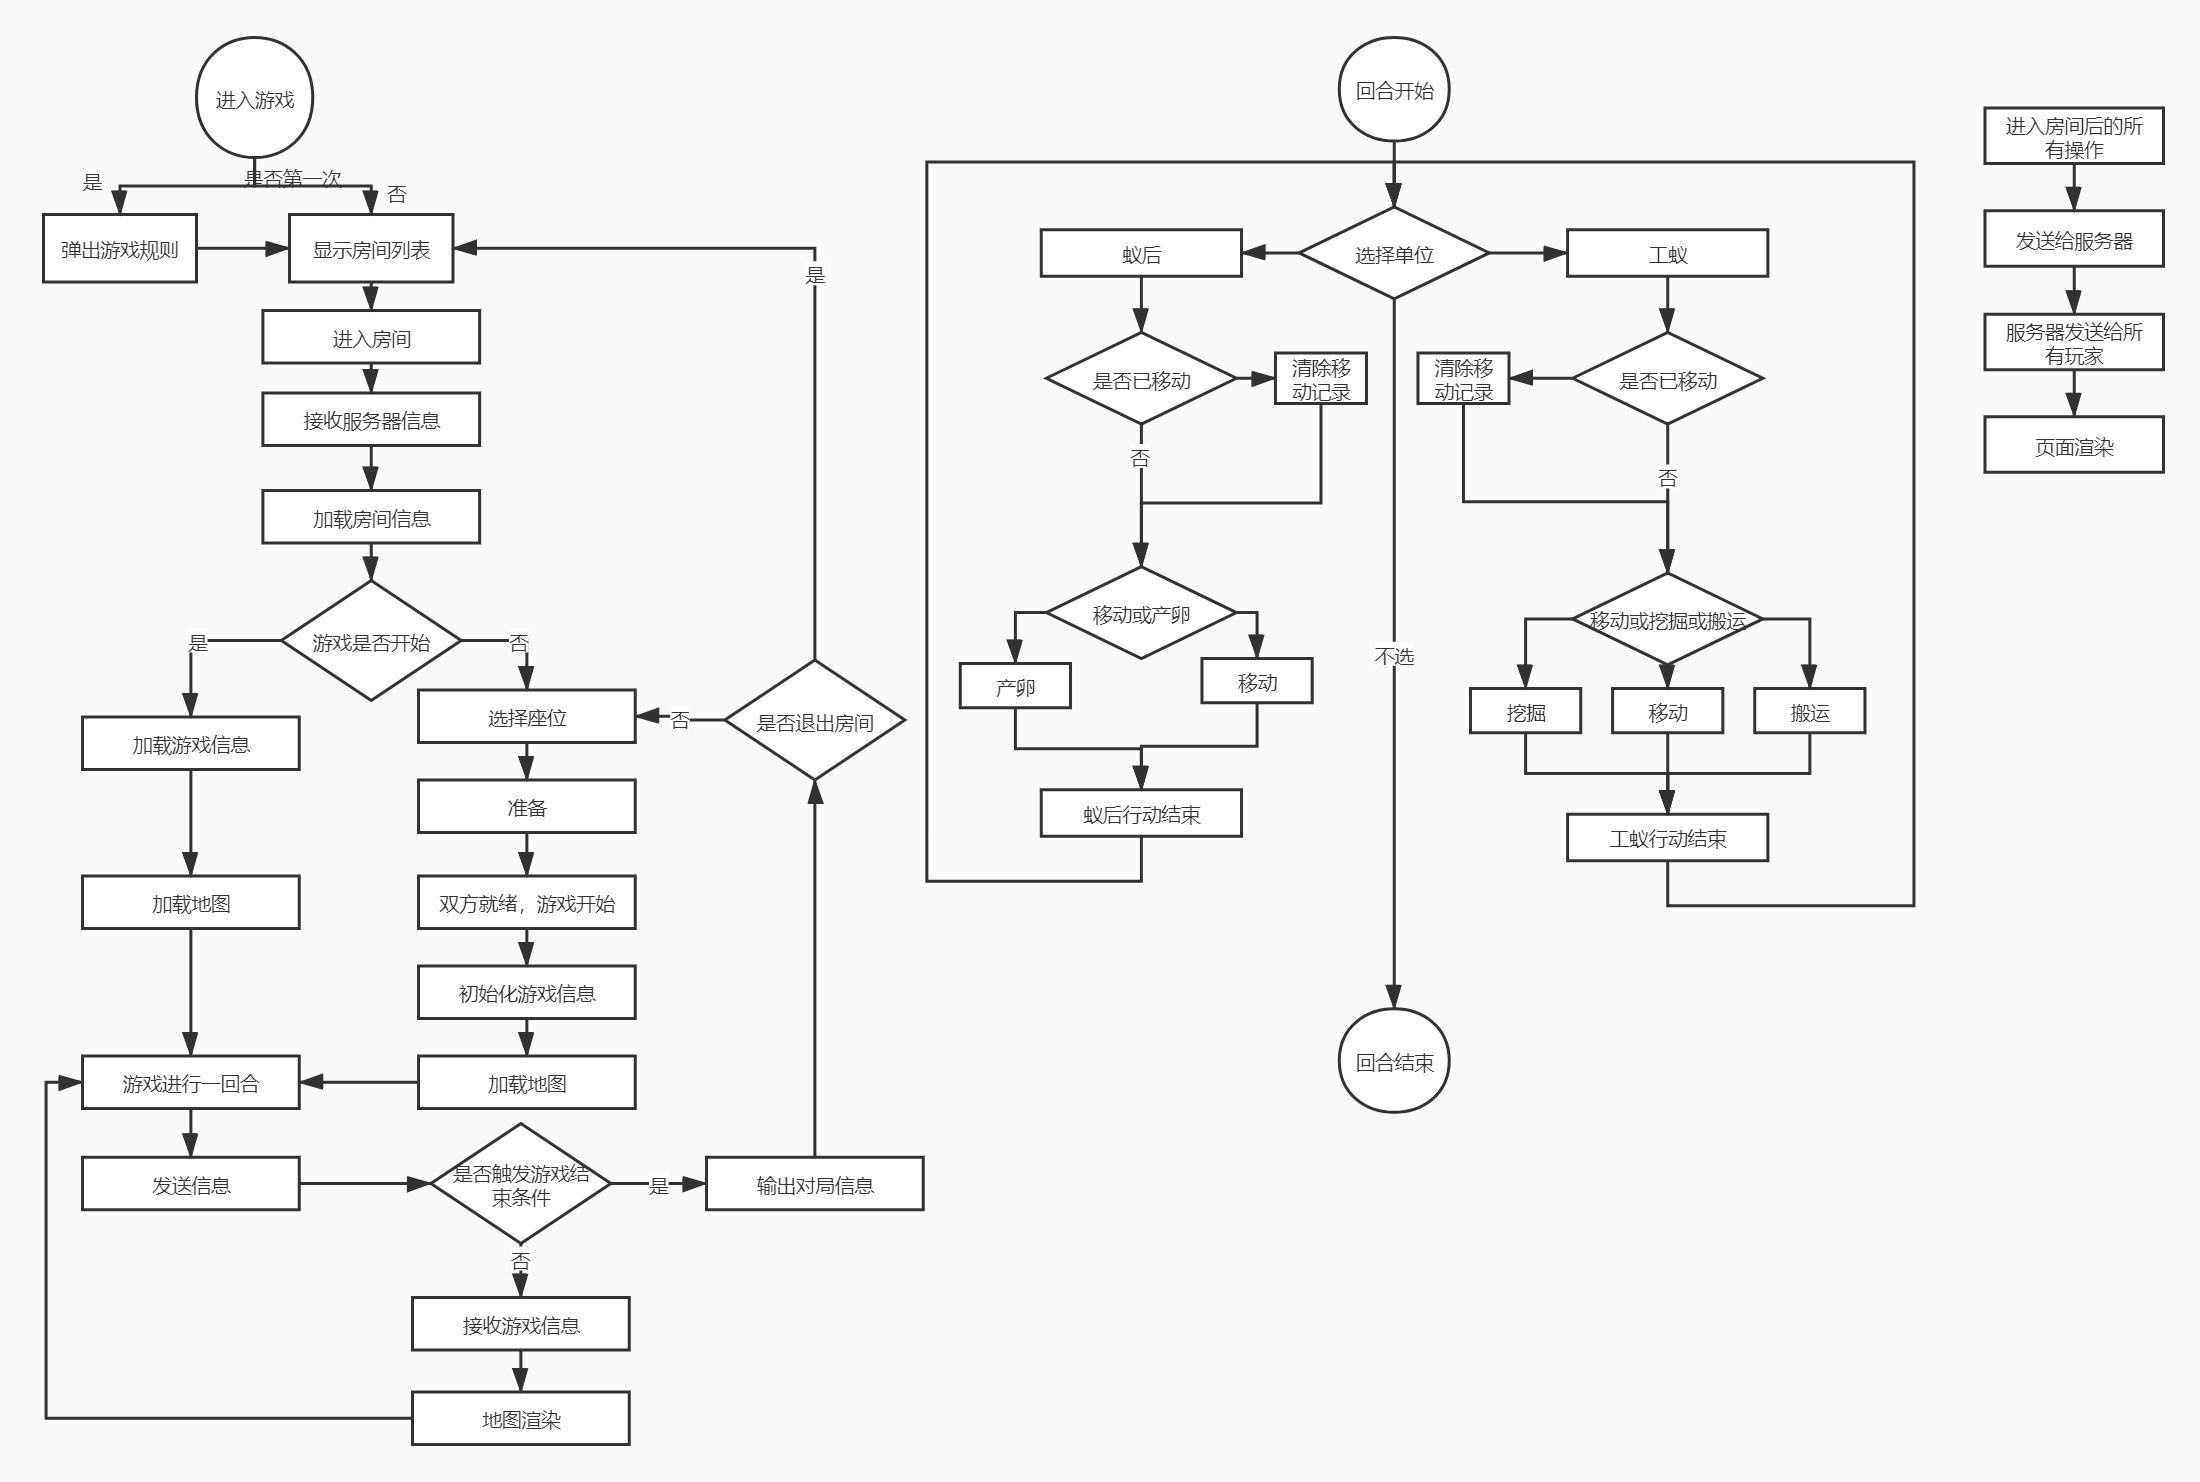 进入游戏
是否第一次
是
否
弹出游戏规则
显示房间列表
进入房间
接收服务器信息
加载房间信息
游戏是否开始
是
否
加载游戏信息
加载地图
选择座位
准备
双方就绪，游戏开始
初始化游戏信息
加载地图
游戏进行一回合
发送信息
是否触发游戏结
束条件
是
否
输出对局信息
是否退出房间
是
否
接收游戏信息
地图渲染
回合开始
选择单位
蚁后
工蚁
是否已移动
清除移
动记录
否
移动或产卵
产卵
移动
蚁后行动结束
不选
清除移
动记录
是否已移动
否
移动或挖掘或搬运
挖掘
移动
搬运
工蚁行动结束
回合结束
进入房间后的所
有操作
发送给服务器
服务器发送给所
有玩家
页面渲染